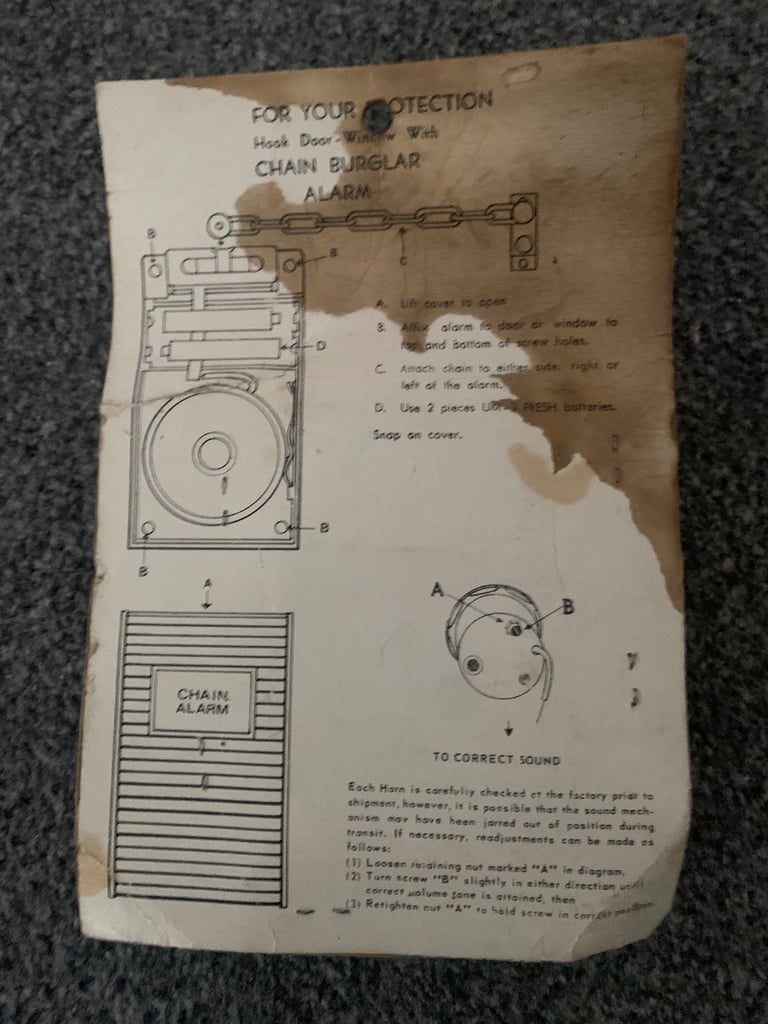 FOR YOUR OTECTION
Hook Door-Window With
CHAIN BURGLAR
ALARM
B
B
C
A. Lift cover to open
B. Affix alarm to door or window to
top and bottom of screw holes.
D
C. Attach chain to either side, right or
left of the alarm.
D. Use 2 pieces FRESH batteries.
Snap on cover.
B
B
A
A
B
CHAIN
ALARM
TO CORRECT SOUND
Each Horn is carefully checked at the factory prior to
shipment, however, it is possible that the sound mech-
anism may have been jarred out of position during
transit. If necessary, readjustments can be made as
follows:
(1) Loosen retaining nut marked "A" in diagram.
(2) Turn screw "B" slightly in either direction until
correct volume tone is attained, then
(3) Retighten nut "A" to hold screw in correct position.